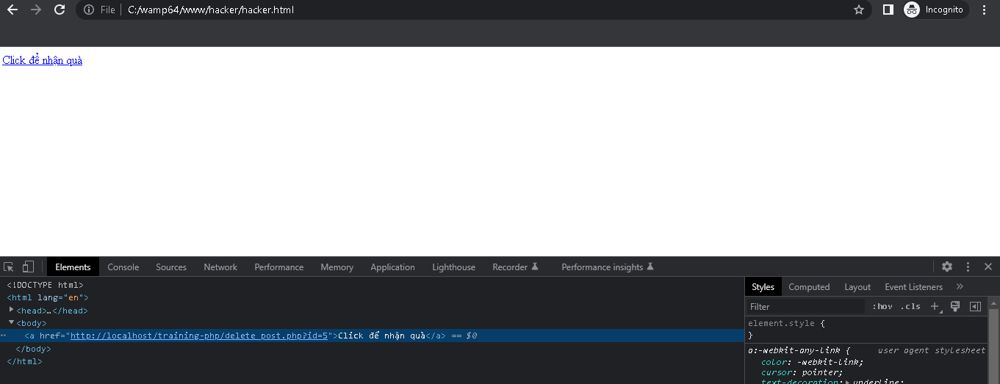 File C:/wamp64/www/hacker/hacker.html Incognito
Click để nhận quà
Elements Console Sources Network Performance Memory Application Lighthouse Recorder Performance insights
<!DOCTYPE html>
<html lang="en">
<head>…</head>
<body>
<a href="http://localhost/training-php/delete_post.php?id=5">Click để nhận quà</a> == $0
</body>
</html>
Styles Computed Layout Event Listeners »
Filter :hov .cls
element.style {
}
a:-webkit-any-link { user agent stylesheet
color: -webkit-link;
cursor: pointer;
text-decoration: underline;